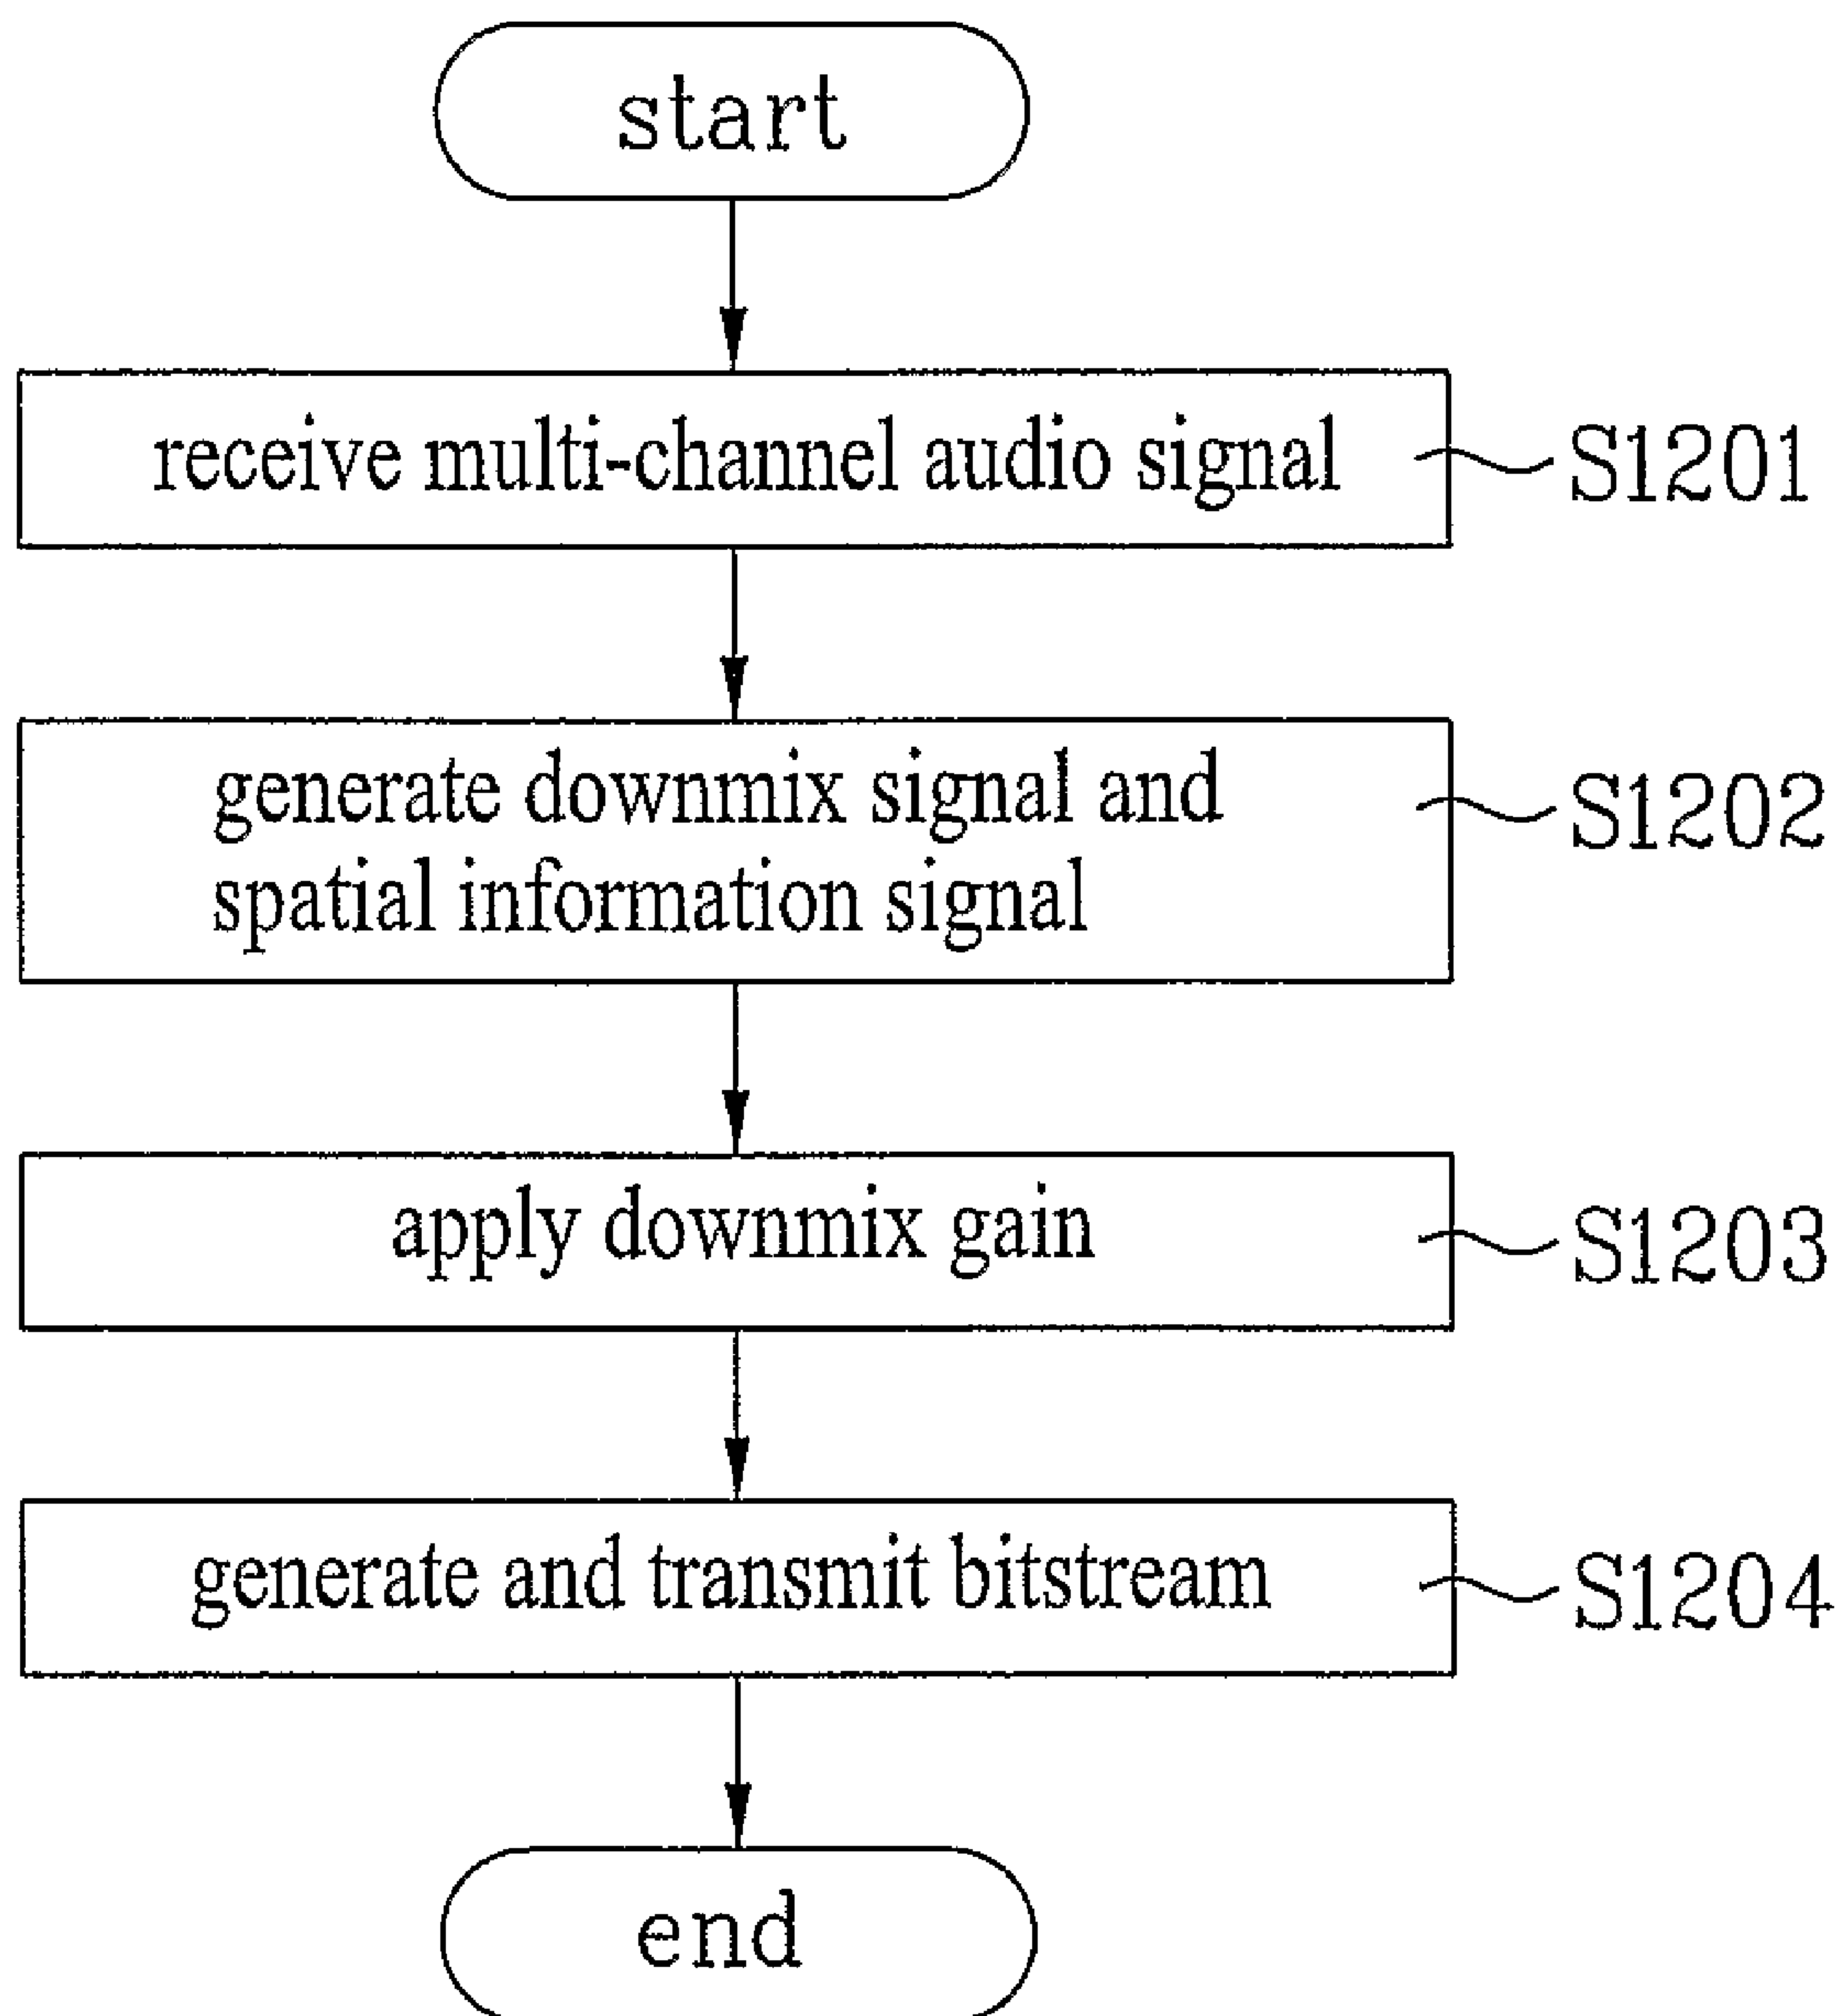 start
receive multi-channel audio signal
S1201
generate downmix signal and
spatial information signal
S1202
apply downmix gain
S1203
generate and transmit bitstream
S1204
end